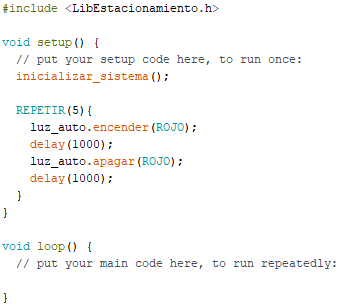 #include <LibEstacionamiento.h>

void setup() {
  // put your setup code here, to run once:
  inicializar_sistema();

  REPETIR(5){
    luz_auto.encender(ROJO);
    delay(1000);
    luz_auto.apagar(ROJO);
    delay(1000);
  }
}

void loop() {
  // put your main code here, to run repeatedly:

}